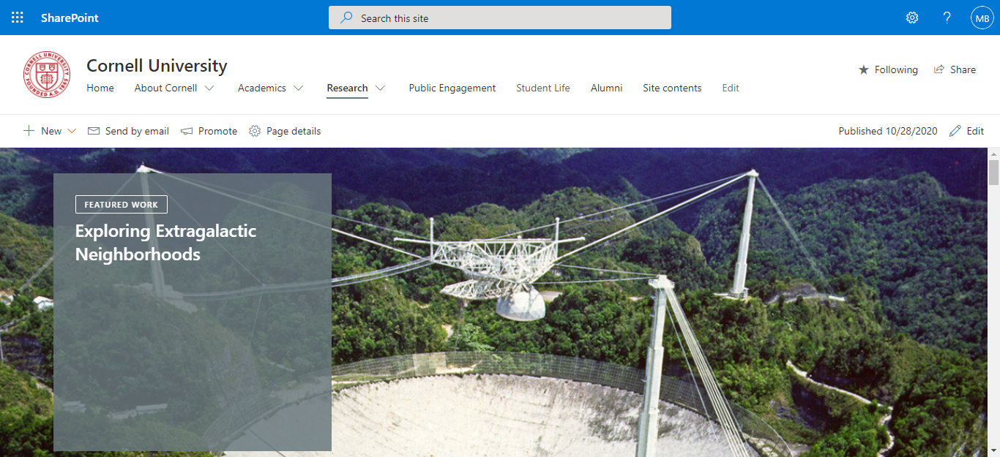 SharePoint
Search this site
?
MB
CORNELL UNIVERSITY
FOUNDED A.D. 1865
Cornell University
Following
Share
Home
About Cornell
Academics
Research
Public Engagement
Student Life
Alumni
Site contents
Edit
New
Send by email
Promote
Page details
Published 10/28/2020
Edit
FEATURED WORK
Exploring Extragalactic
Neighborhoods